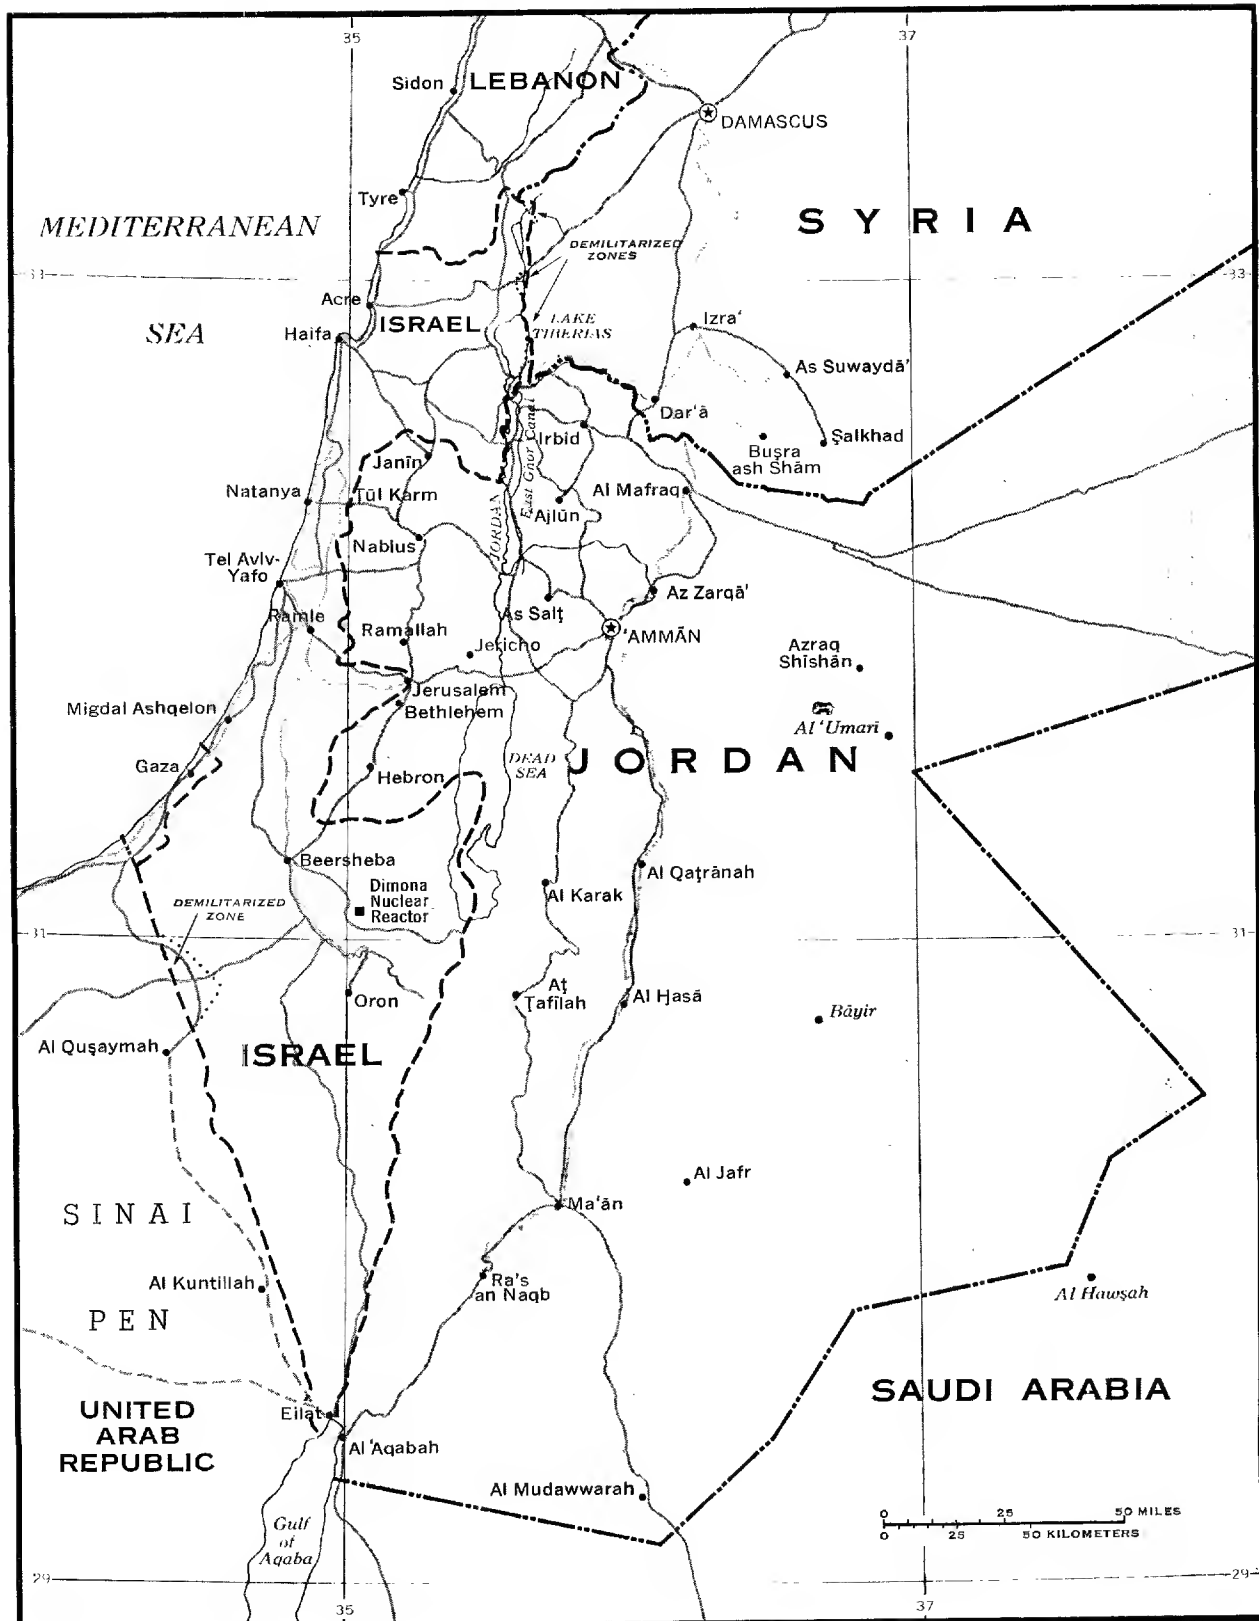 35
37
Sidon
LEBANON
DAMASCUS
Tyre
MEDITERRANEAN
SYRIA
DEMILITARIZED
ZONES
33
33
Acre
ISRAEL
LAKE
TIBERIAS
Izra'
SEA
Haifa
As Suwaydā'
Dar'ā
Irbid
East Ghor Canal
Buşra
ash Shām
Şalkhad
Janīn
Natanya
Tūl Karm
Al Mafraq
Ajlūn
JORDAN
Nablus
Tel Aviv-
Yafo
As Salţ
Az Zarqā'
Ramle
Ramallah
Jericho
'AMMĀN
Azraq
Shīshān
Jerusalem
Migdal Ashqelon
Bethlehem
Al 'Umarī
Gaza
Hebron
DEAD
SEA
JORDAN
Beersheba
Dimona
Nuclear
Reactor
Al Karak
Al Qaţrānah
DEMILITARIZED
ZONE
31
31
Oron
Aţ
Ţafīlah
Al Ḩasā
Bāyir
Al Quşaymah
ISRAEL
Al Jafr
SINAI
Ma'ān
Al Kuntillah
Ra's
an Naqb
Al Hawşah
PEN
SAUDI ARABIA
UNITED
ARAB
REPUBLIC
Eilat
Al 'Aqabah
Al Mudawwarah
0 25 50 MILES
0 25 50 KILOMETERS
Gulf
of
Aqaba
29
29
35
37